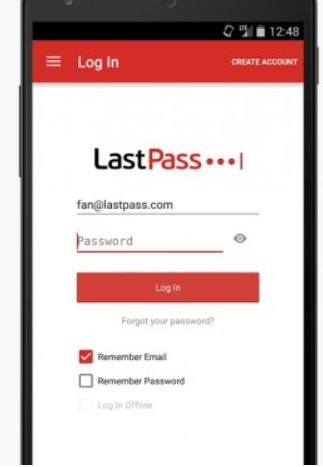 12:48
Log In
CREATE ACCOUNT
LastPass
fan@lastpass.com
Password
Log In
Forgot your password?
Remember Email
Remember Password
Log In Offline